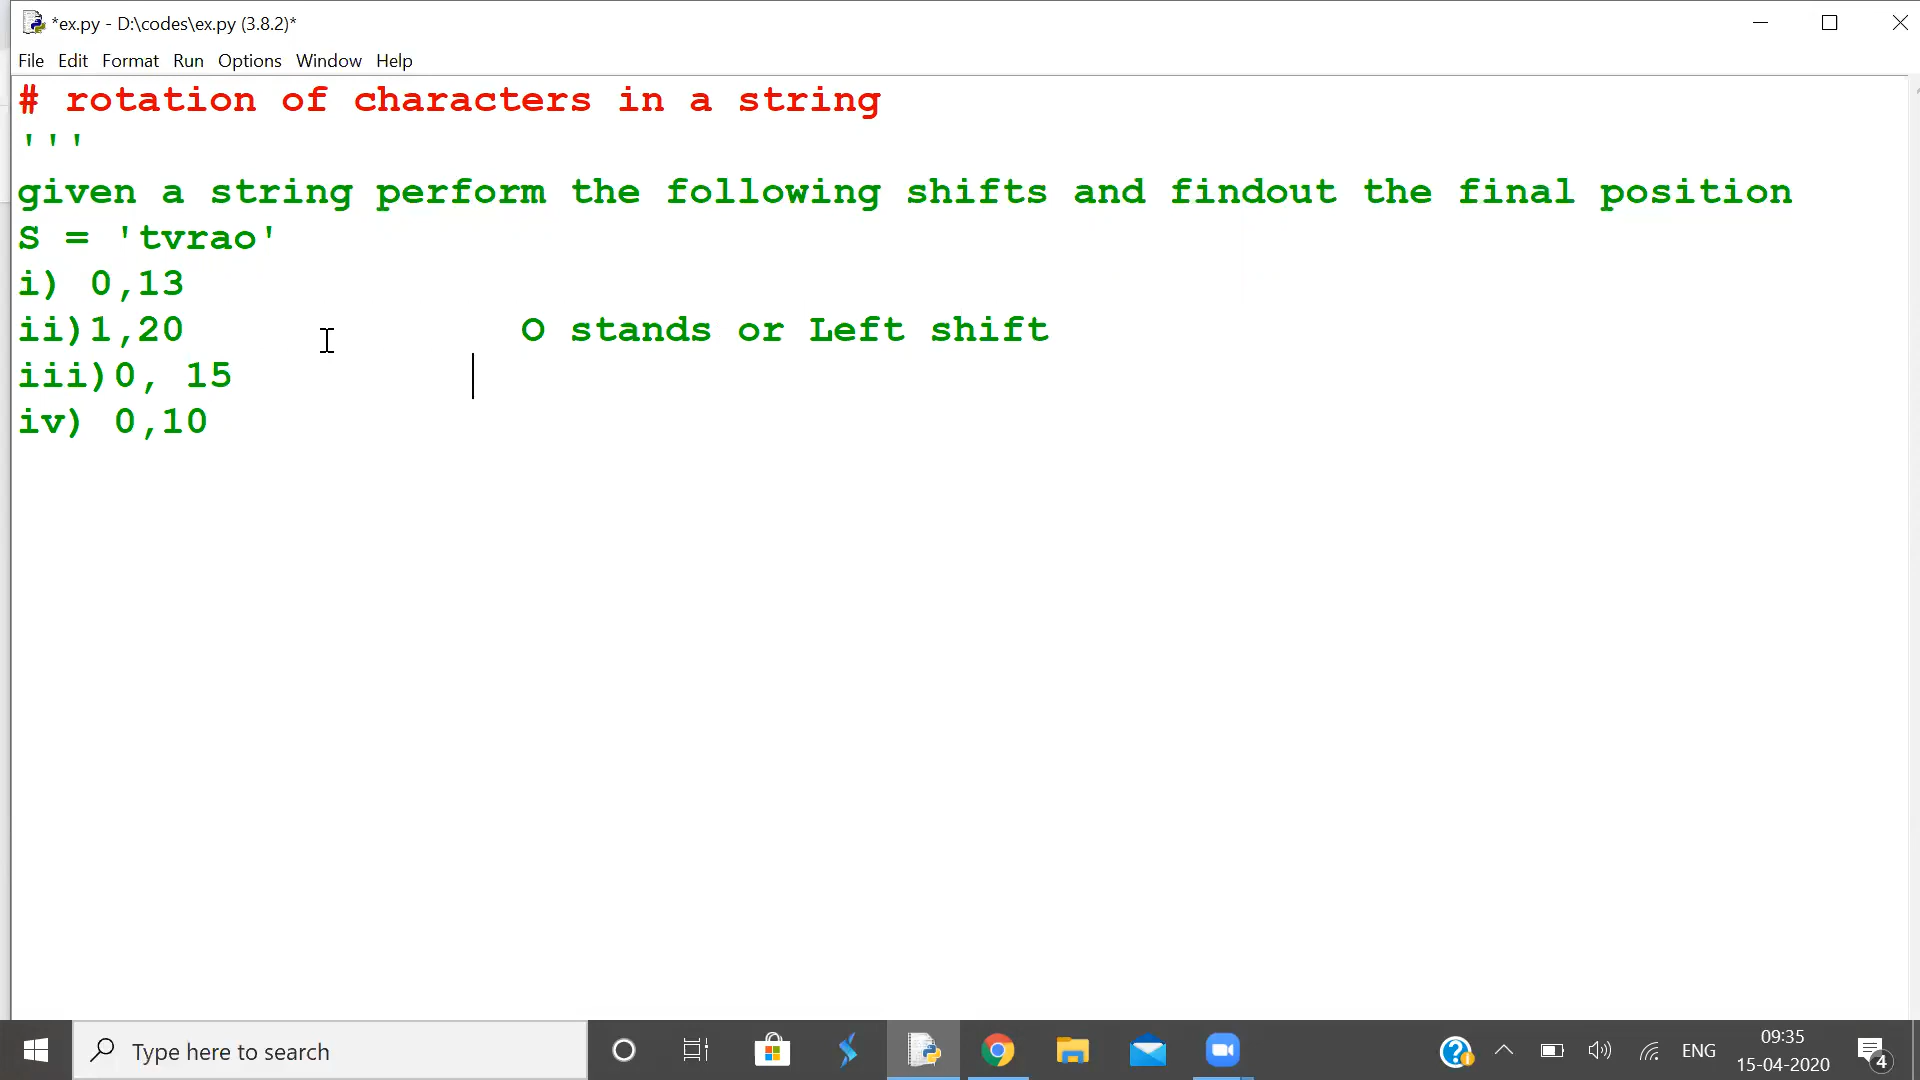 *ex.py - D:\codes\ex.py (3.8.2)*
File Edit Format Run Options Window Help
# rotation of characters in a string
'''
given a string perform the following shifts and findout the final position
S = 'tvrao'
i) 0,13
ii)1,20 O stands or Left shift
iii)0, 15
iv) 0,10
Type here to search
ENG
09:35
15-04-2020
4